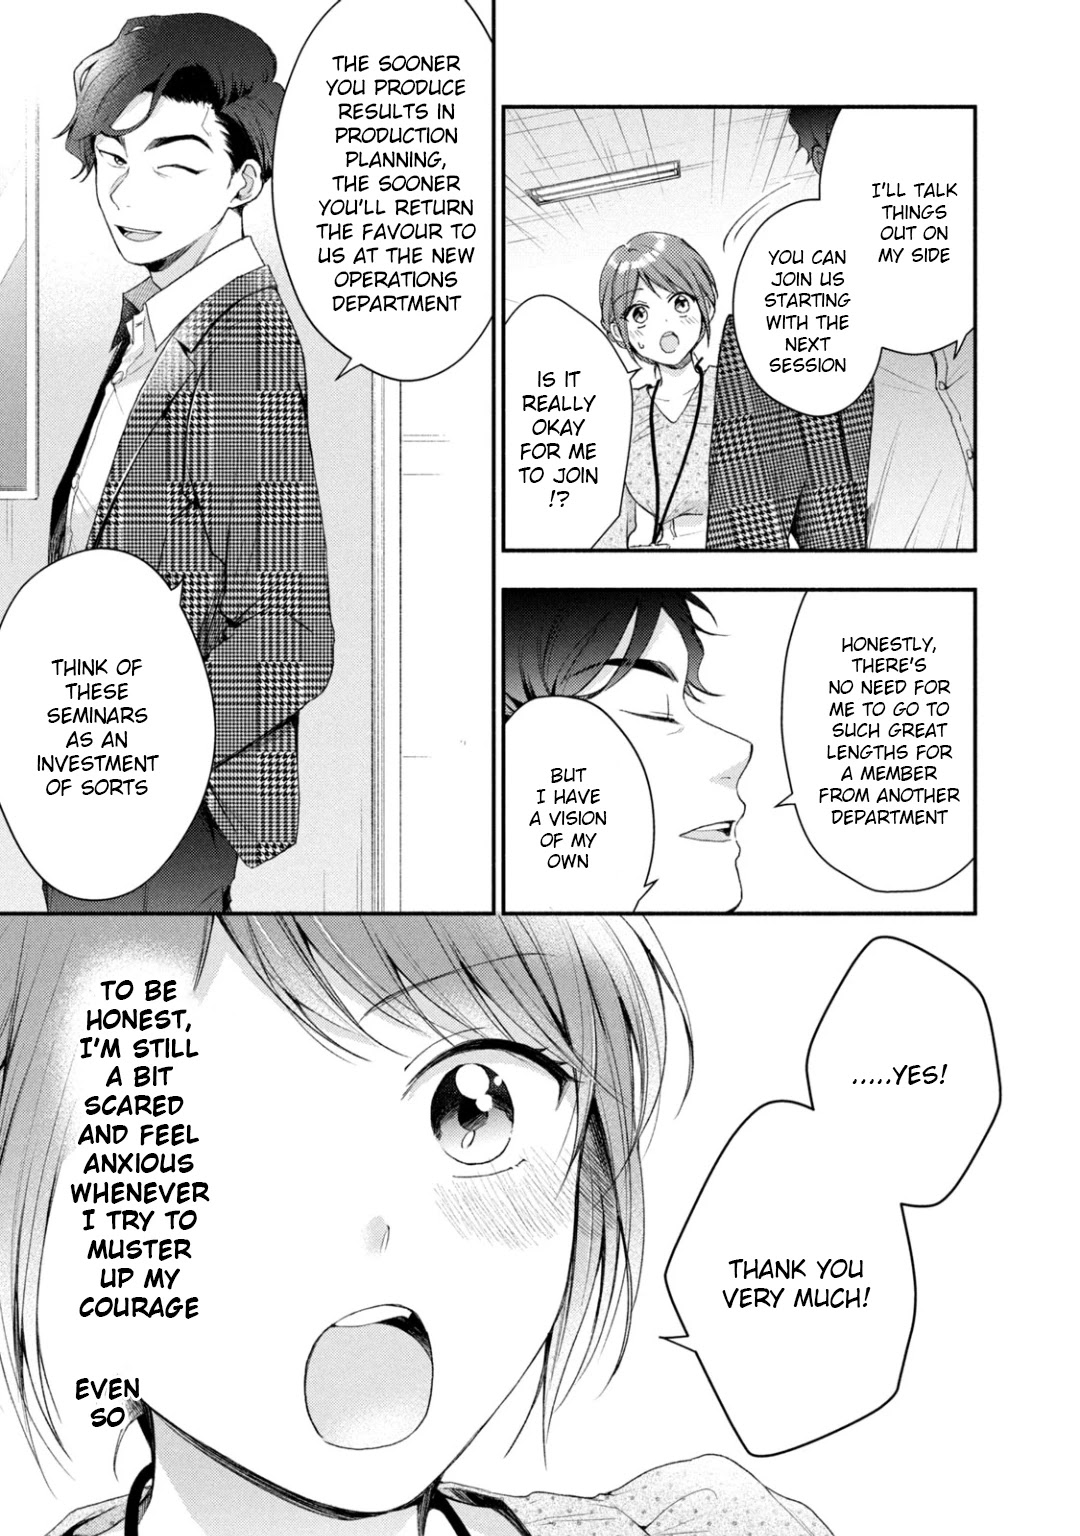 I'LL TALK
THINGS
OUT ON
MY SIDE
YOU CAN
JOIN US
STARTING
WITH THE
NEXT
SESSION
IS IT
REALLY
OKAY
FOR ME
TO JOIN
!?
HONESTLY,
THERE'S
NO NEED FOR
ME TO GO TO
SUCH GREAT
LENGTHS FOR
A MEMBER
FROM ANOTHER
DEPARTMENT
BUT
I HAVE
A VISION
OF MY
OWN
THE SOONER
YOU PRODUCE
RESULTS IN
PRODUCTION
PLANNING,
THE SOONER
YOU'LL RETURN
THE FAVOUR TO
US AT THE NEW
OPERATIONS
DEPARTMENT
THINK OF
THESE
SEMINARS
AS AN
INVESTMENT
OF SORTS
.....YES!
THANK YOU
VERY MUCH!
TO BE
HONEST,
I'M STILL
A BIT
SCARED
AND FEEL
ANXIOUS
WHENEVER
I TRY TO
MUSTER
UP MY
COURAGE
EVEN
SO